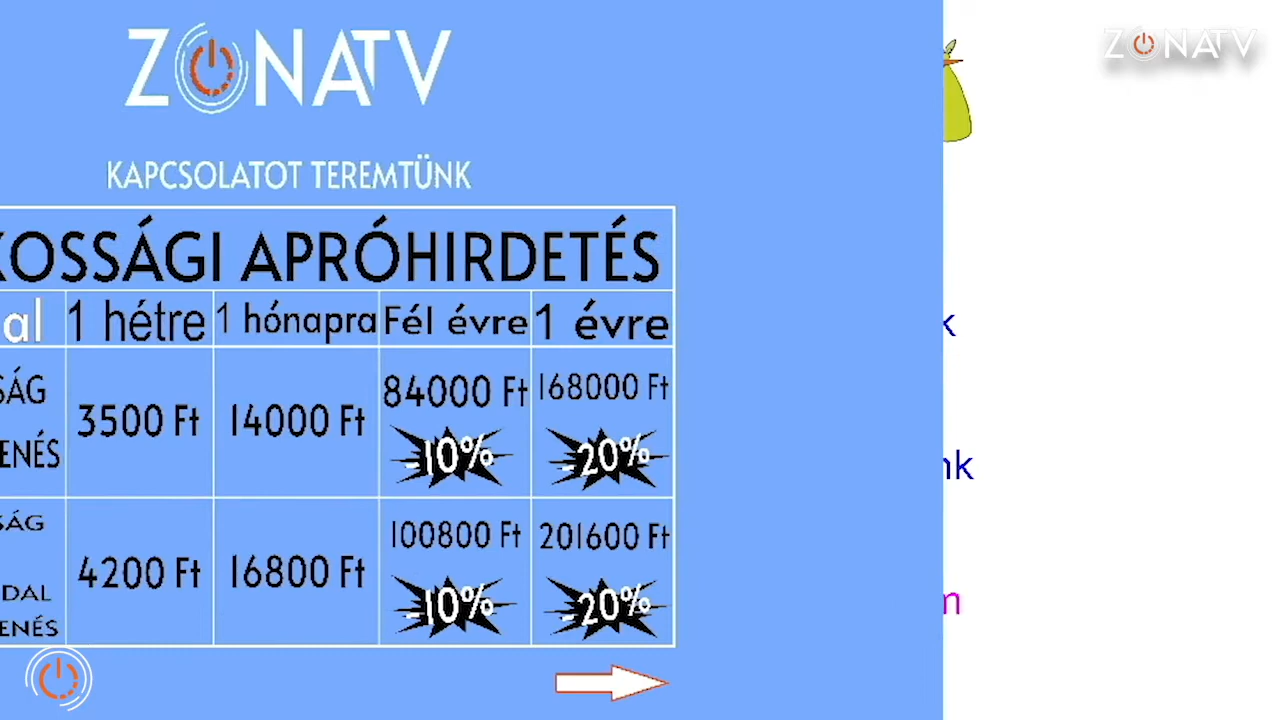 ZONATV
ZONATV
KAPCSOLATOT TEREMTÜNK
KOSSÁGI APRÓHIRDETÉS
al 1 hétre 1 hónapra Fél évre 1 évre
SÁG
ENÉS
3500 Ft 14000 Ft 84000 Ft 168000 Ft
-10% -20%
SÁG
DAL
ENÉS
4200 Ft 16800 Ft 100800 Ft 201600 Ft
-10% -20%
k
nk
m